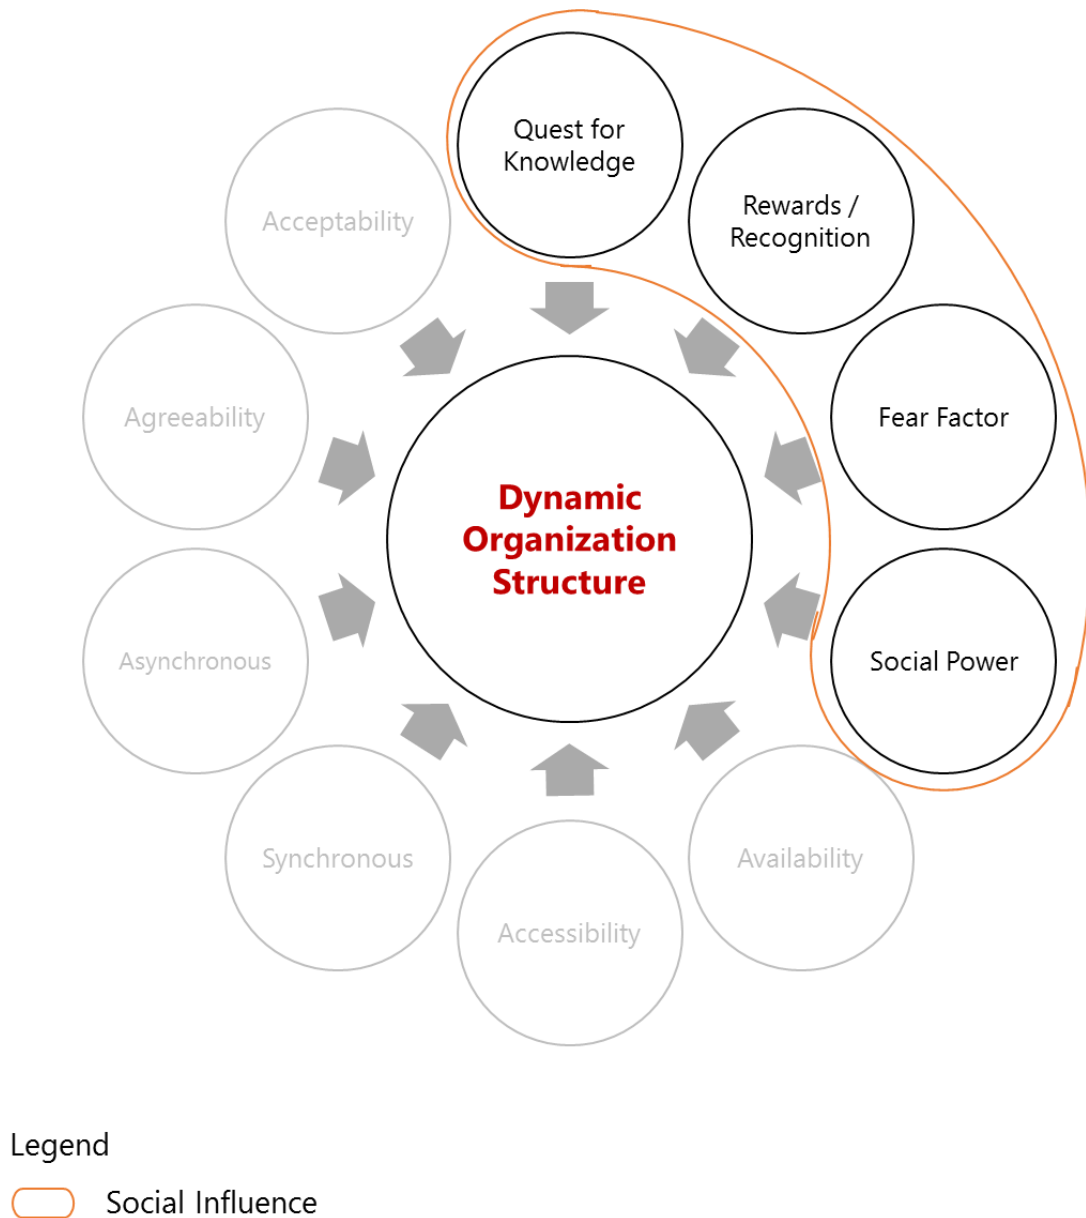 Quest for
Knowledge
Rewards /
Recognition
Fear Factor
Social Power
Availability
Accessibility
Synchronous
Asynchronous
Agreeability
Acceptability
Dynamic
Organization
Structure
Legend
Social Influence